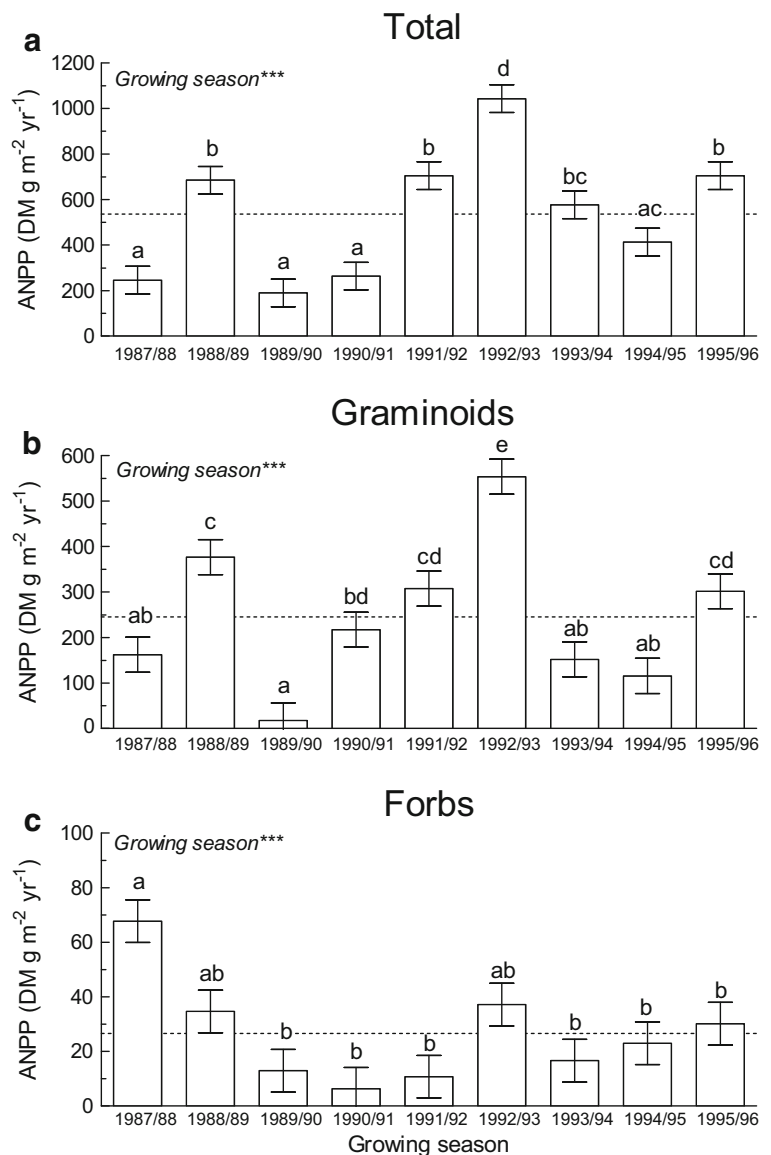 a Total
Growing season***
ANPP (DM g m⁻² yr⁻¹)
1200
1000
800
600
400
200
0
a b a a b d bc ac b
1987/88 1988/89 1989/90 1990/91 1991/92 1992/93 1993/94 1994/95 1995/96
b Graminoids
Growing season***
ANPP (DM g m⁻² yr⁻¹)
600
500
400
300
200
100
0
ab c a bd cd e ab ab cd
1987/88 1988/89 1989/90 1990/91 1991/92 1992/93 1993/94 1994/95 1995/96
c Forbs
Growing season***
ANPP (DM g m⁻² yr⁻¹)
100
80
60
40
20
0
a ab b b b ab b b b
1987/88 1988/89 1989/90 1990/91 1991/92 1992/93 1993/94 1994/95 1995/96
Growing season